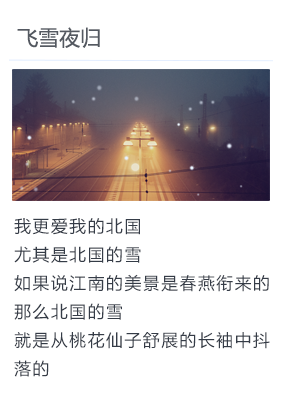 飞雪夜归
我更爱我的北国
尤其是北国的雪
如果说江南的美景是春燕衔来的
那么北国的雪
就是从桃花仙子舒展的长袖中抖
落的